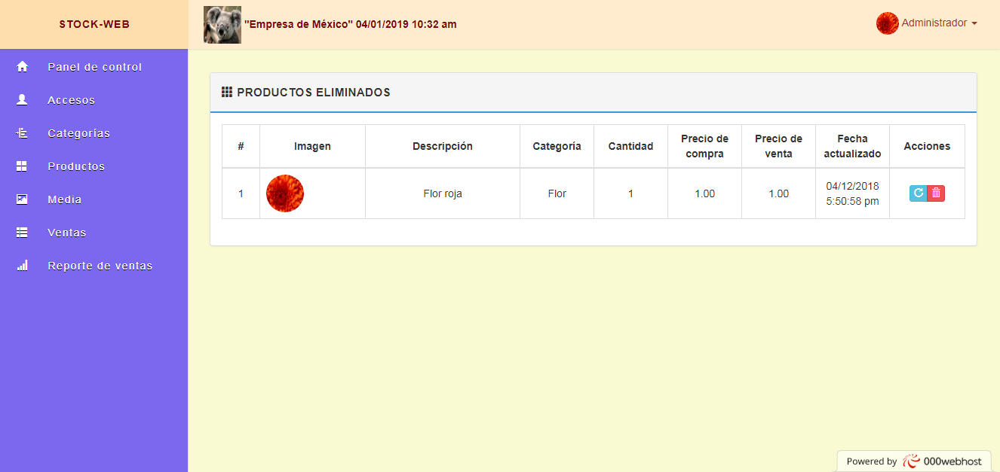 STOCK-WEB
"Empresa de México" 04/01/2019 10:32 am
Administrador
Panel de control
Accesos
Categorías
Productos
Media
Ventas
Reporte de ventas
PRODUCTOS ELIMINADOS
# Imagen Descripción Categoría Cantidad Precio de compra Precio de venta Fecha actualizado Acciones
1 Flor roja Flor 1 1.00 1.00 04/12/2018 5:50:58 pm
Powered by 000webhost